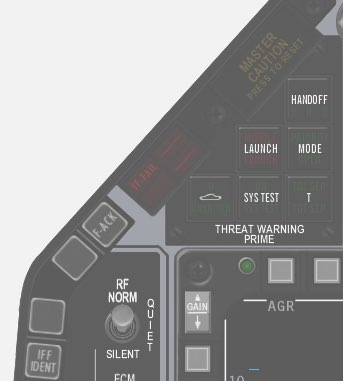 MASTER
CAUTION
PRESS TO RESET
HANDOFF
LAUNCH
MODE
SYS TEST
T
THREAT WARNING
PRIME
F-ACK
RF
NORM
QUIET
SILENT
ECM
IFF
IDENT
GAIN
AGR
10